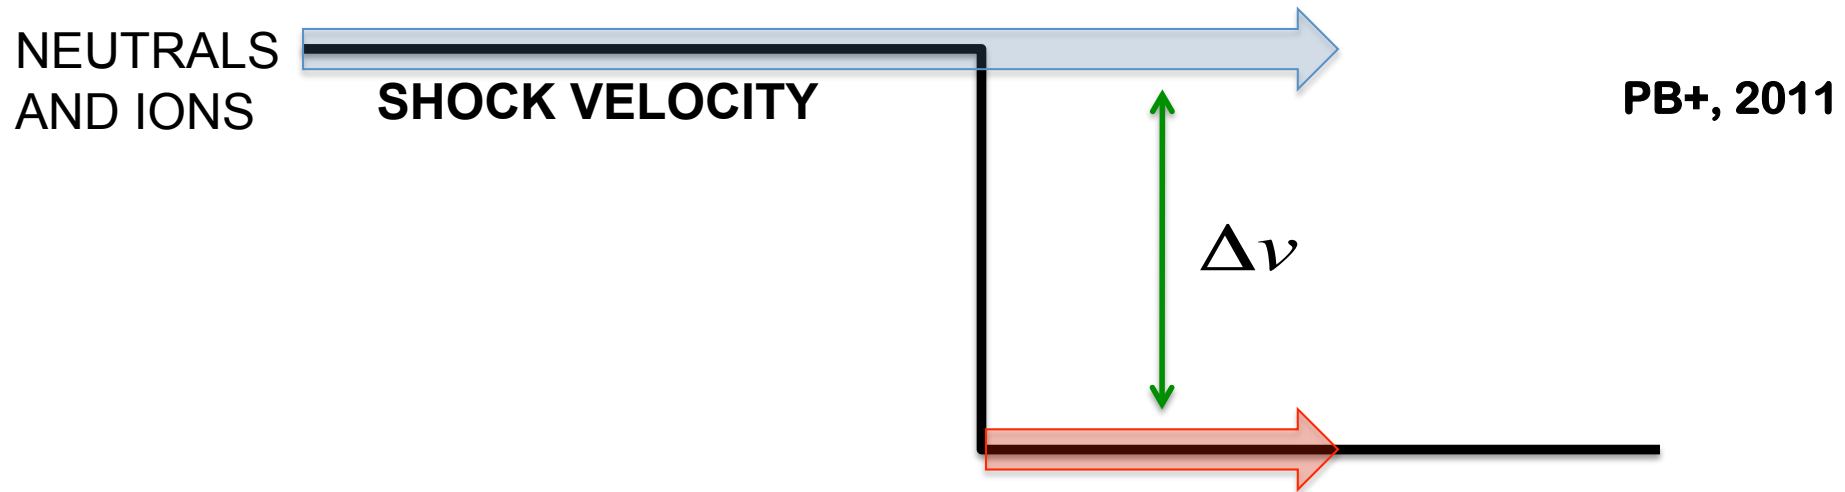 NEUTRALS
AND IONS
SHOCK VELOCITY
PB+, 2011
Δv